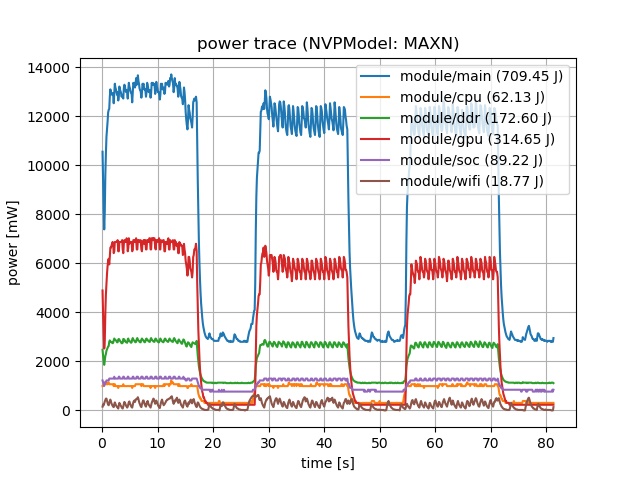 power trace (NVPModel: MAXN)
module/main (709.45 J)
module/cpu (62.13 J)
module/ddr (172.60 J)
module/gpu (314.65 J)
module/soc (89.22 J)
module/wifi (18.77 J)
power [mW]
14000
12000
10000
8000
6000
4000
2000
0
0 10 20 30 40 50 60 70 80
time [s]